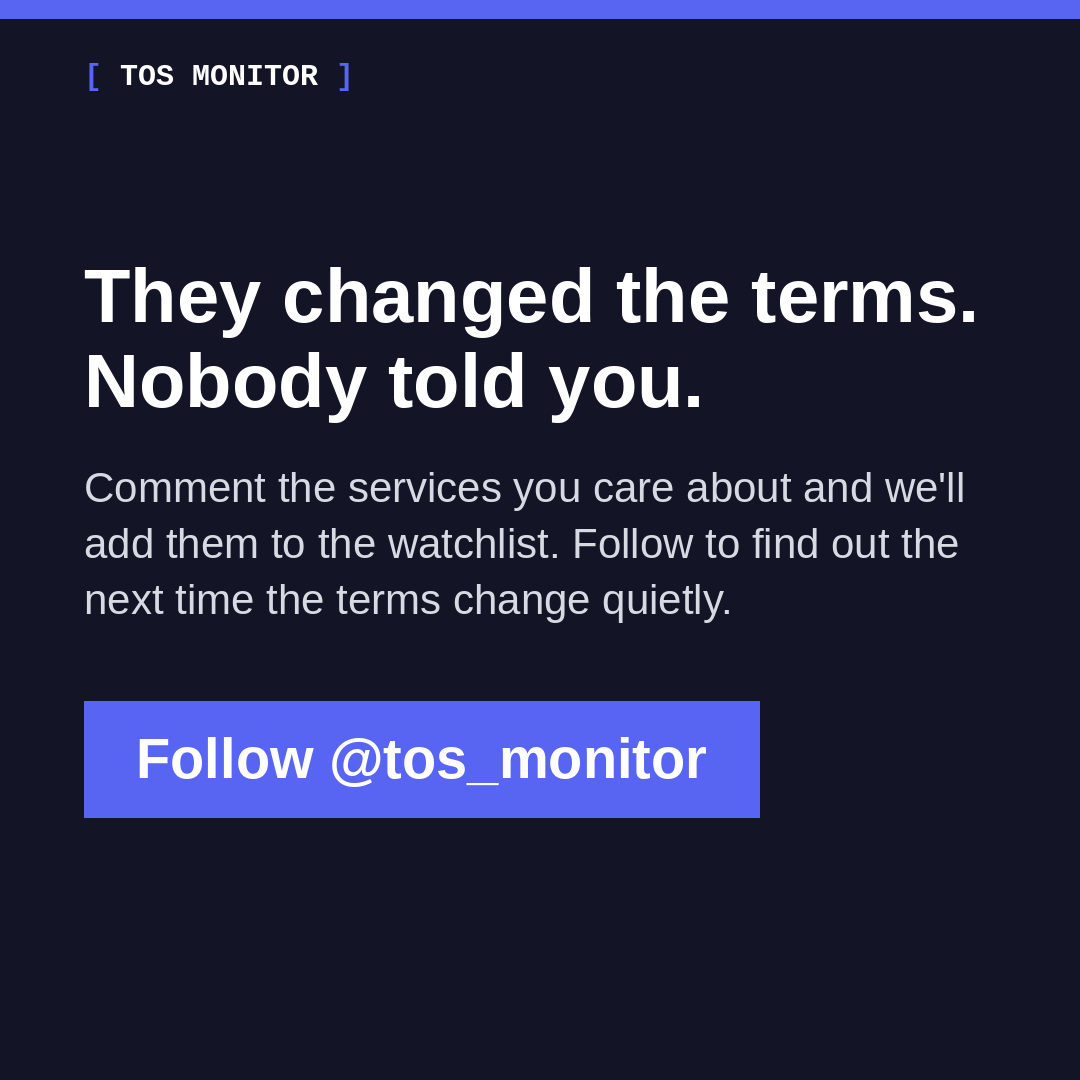 [ TOS MONITOR ]
They changed the terms.
Nobody told you.
Comment the services you care about and we'll
add them to the watchlist. Follow to find out the
next time the terms change quietly.
Follow @tos_monitor